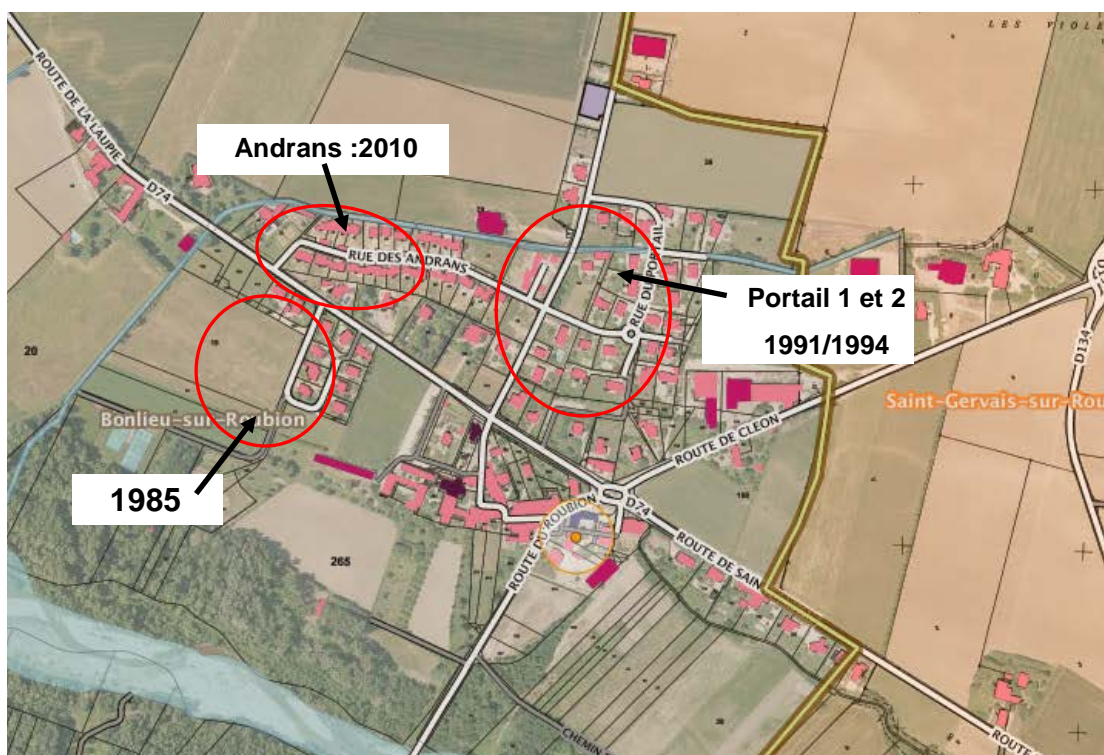 LES VIOLE
ROUTE DE LA LAUPIE
Andrans :2010
D74
RUE DES ANDRANS
RUE DU PORTAIL
Portail 1 et 2
1991/1994
D134
20
Bonlieu-sur-Roubion
Saint-Gervais-sur-Rou
ROUTE DE CLEON
1985
D74
ROUTE DU ROUBION
265
ROUTE DE SAIN
ROUTE
CHEMIN